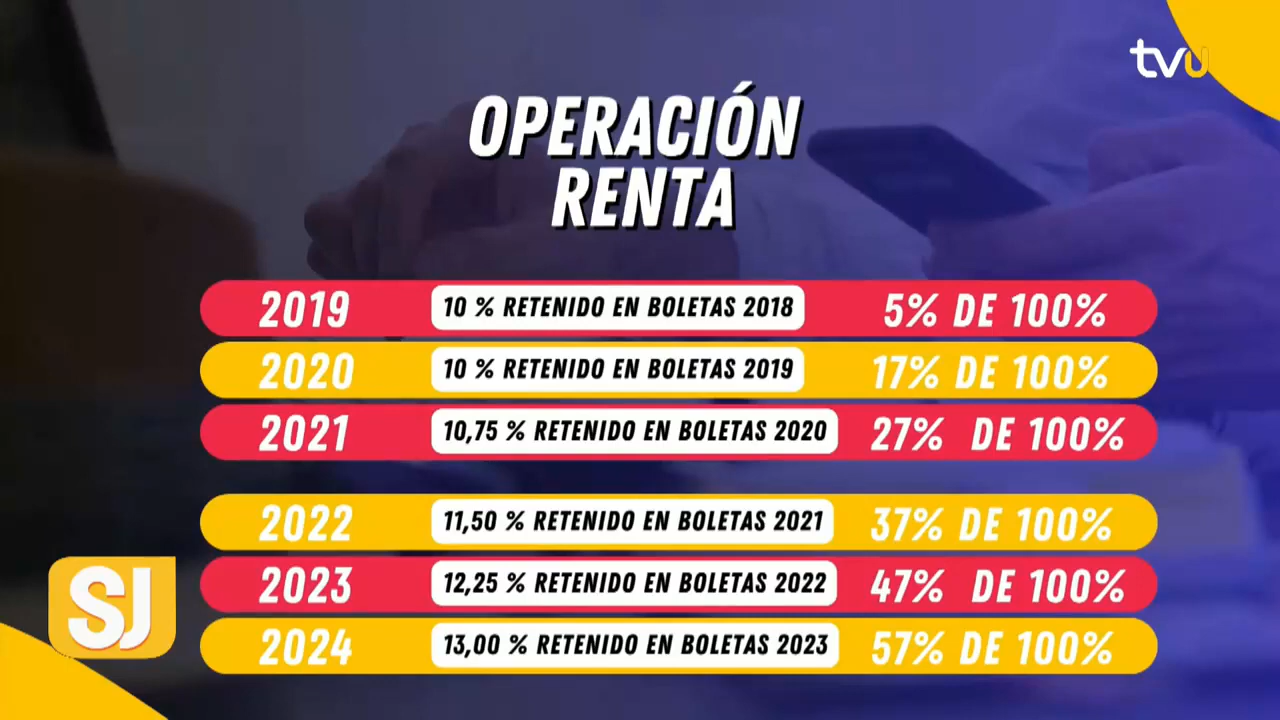 tvu
OPERACIÓN
RENTA
2019 10 % RETENIDO EN BOLETAS 2018 5% DE 100%
2020 10 % RETENIDO EN BOLETAS 2019 17% DE 100%
2021 10,75 % RETENIDO EN BOLETAS 2020 27% DE 100%
2022 11,50 % RETENIDO EN BOLETAS 2021 37% DE 100%
2023 12,25 % RETENIDO EN BOLETAS 2022 47% DE 100%
2024 13,00 % RETENIDO EN BOLETAS 2023 57% DE 100%
SJ